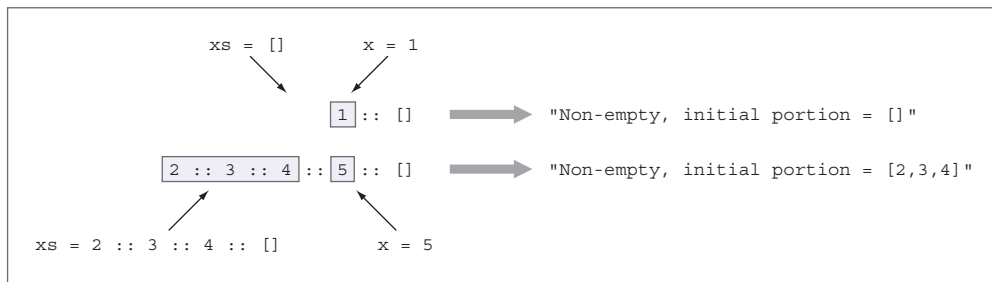 xs = [] x = 1
1 :: [] "Non-empty, initial portion = []"
2 :: 3 :: 4 :: 5 :: [] "Non-empty, initial portion = [2,3,4]"
xs = 2 :: 3 :: 4 :: [] x = 5